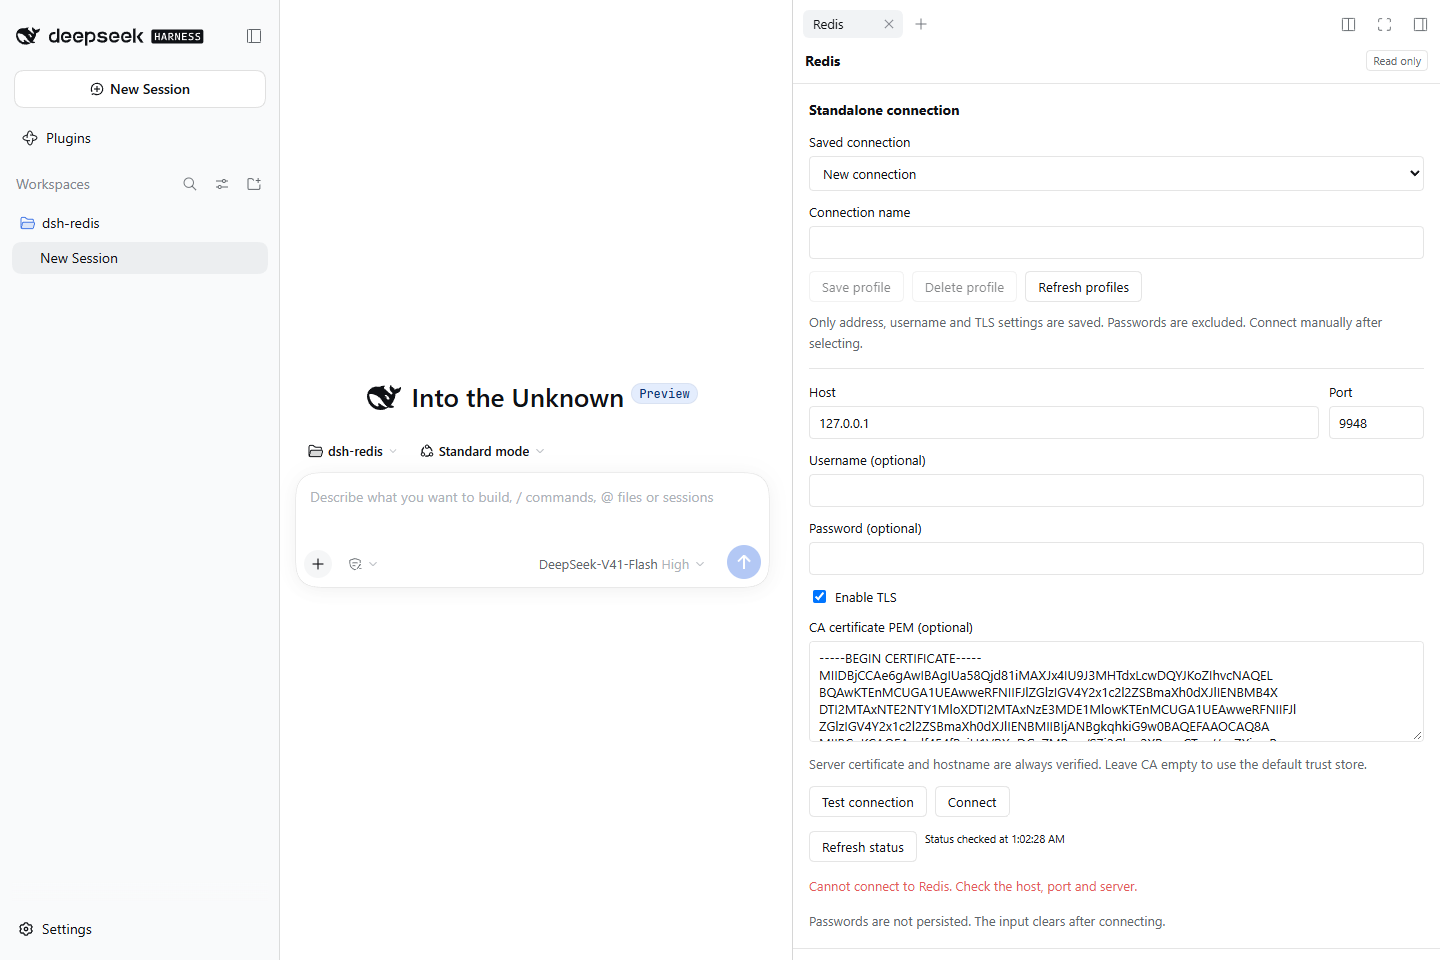 deepseek HARNESS
New Session
Plugins
Workspaces
dsh-redis
New Session
Settings
Into the Unknown Preview
dsh-redis Standard mode
Describe what you want to build, / commands, @ files or sessions
DeepSeek-V41-Flash High
Redis
Redis
Read only
Standalone connection
Saved connection
New connection
Connection name
Save profile Delete profile Refresh profiles
Only address, username and TLS settings are saved. Passwords are excluded. Connect manually after
selecting.
Host Port
127.0.0.1 9948
Username (optional)
Password (optional)
Enable TLS
CA certificate PEM (optional)
-----BEGIN CERTIFICATE-----
MIIDBjCCAe6gAwIBAgIUa58Qjd81iMAXJx4IU9J3MHTdxLcwDQYJKoZIhvcNAQEL
BQAwKTEnMCUGA1UEAwweRFNIIFJlZGlzIGV4Y2x1c2l2ZSBmaXh0dXJlIENBMB4X
DTI2MTAxNTE2NTY1MloXDTI2MTAxNzE3MDE1MlowKTEnMCUGA1UEAwweRFNIIFJl
ZGlzIGV4Y2x1c2l2ZSBmaXh0dXJlIENBMIIBIjANBgkqhkiG9w0BAQEFAAOCAQ8A
Server certificate and hostname are always verified. Leave CA empty to use the default trust store.
Test connection Connect
Refresh status Status checked at 1:02:28 AM
Cannot connect to Redis. Check the host, port and server.
Passwords are not persisted. The input clears after connecting.